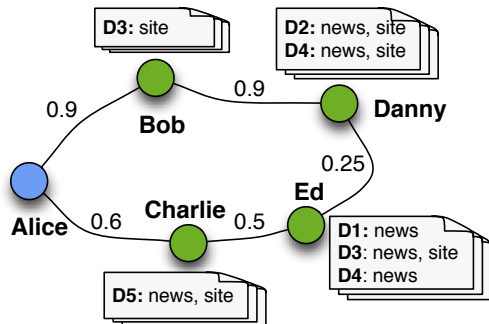 D3: site
D2: news, site
D4: news, site
0.9
0.9
Bob
Danny
0.25
Alice
0.6
Charlie
0.5
Ed
D1: news
D3: news, site
D4: news
D5: news, site